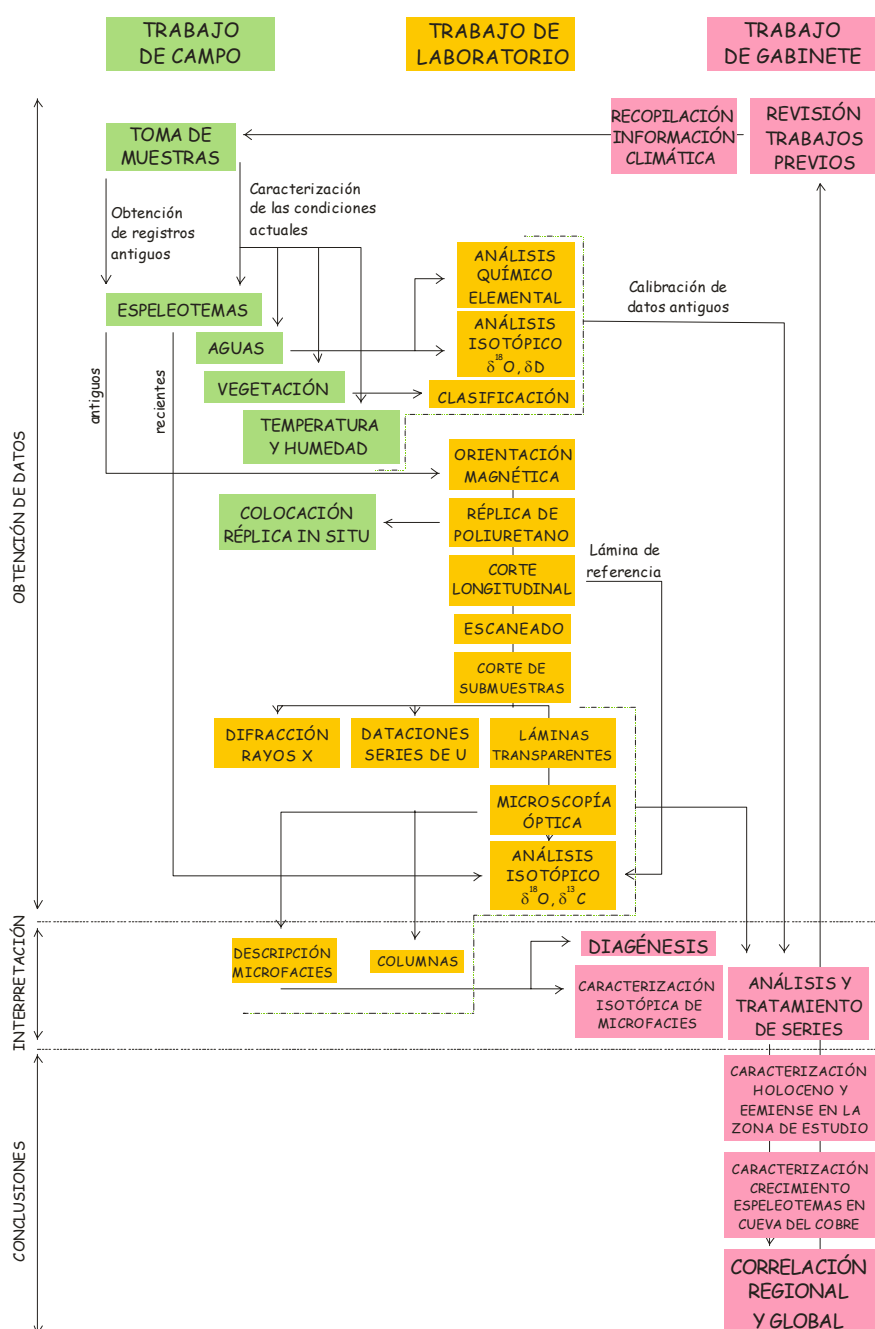 TRABAJO
DE CAMPO
TRABAJO DE
LABORATORIO
TRABAJO
DE GABINETE
OBTENCIÓN DE DATOS
TOMA DE
MUESTRAS
RECOPILACIÓN
INFORMACIÓN
CLIMÁTICA
REVISIÓN
TRABAJOS
PREVIOS
Obtención
de registros
antiguos
Caracterización
de las condiciones
actuales
ESPELEOTEMAS
AGUAS
VEGETACIÓN
TEMPERATURA
Y HUMEDAD
antiguos
recientes
ANÁLISIS
QUÍMICO
ELEMENTAL
ANÁLISIS
ISOTÓPICO
δ¹⁸O, δD
CLASIFICACIÓN
Calibración de
datos antiguos
ORIENTACIÓN
MAGNÉTICA
COLOCACIÓN
RÉPLICA IN SITU
RÉPLICA DE
POLIURETANO
CORTE
LONGITUDINAL
Lámina de
referencia
ESCANEADO
CORTE DE
SUBMUESTRAS
DIFRACCIÓN
RAYOS X
DATACIONES
SERIES DE U
LÁMINAS
TRANSPARENTES
MICROSCOPÍA
ÓPTICA
ANÁLISIS
ISOTÓPICO
δ¹⁸O, δ¹³C
INTERPRETACIÓN
DESCRIPCIÓN
MICROFACIES
COLUMNAS
DIAGÉNESIS
CARACTERIZACIÓN
ISOTÓPICA DE
MICROFACIES
ANÁLISIS Y
TRATAMIENTO
DE SERIES
CONCLUSIONES
CARACTERIZACIÓN
HOLOCENO Y
EEMIENSE EN LA
ZONA DE ESTUDIO
CARACTERIZACIÓN
CRECIMIENTO
ESPELEOTEMAS EN
CUEVA DEL COBRE
CORRELACIÓN
REGIONAL
Y GLOBAL